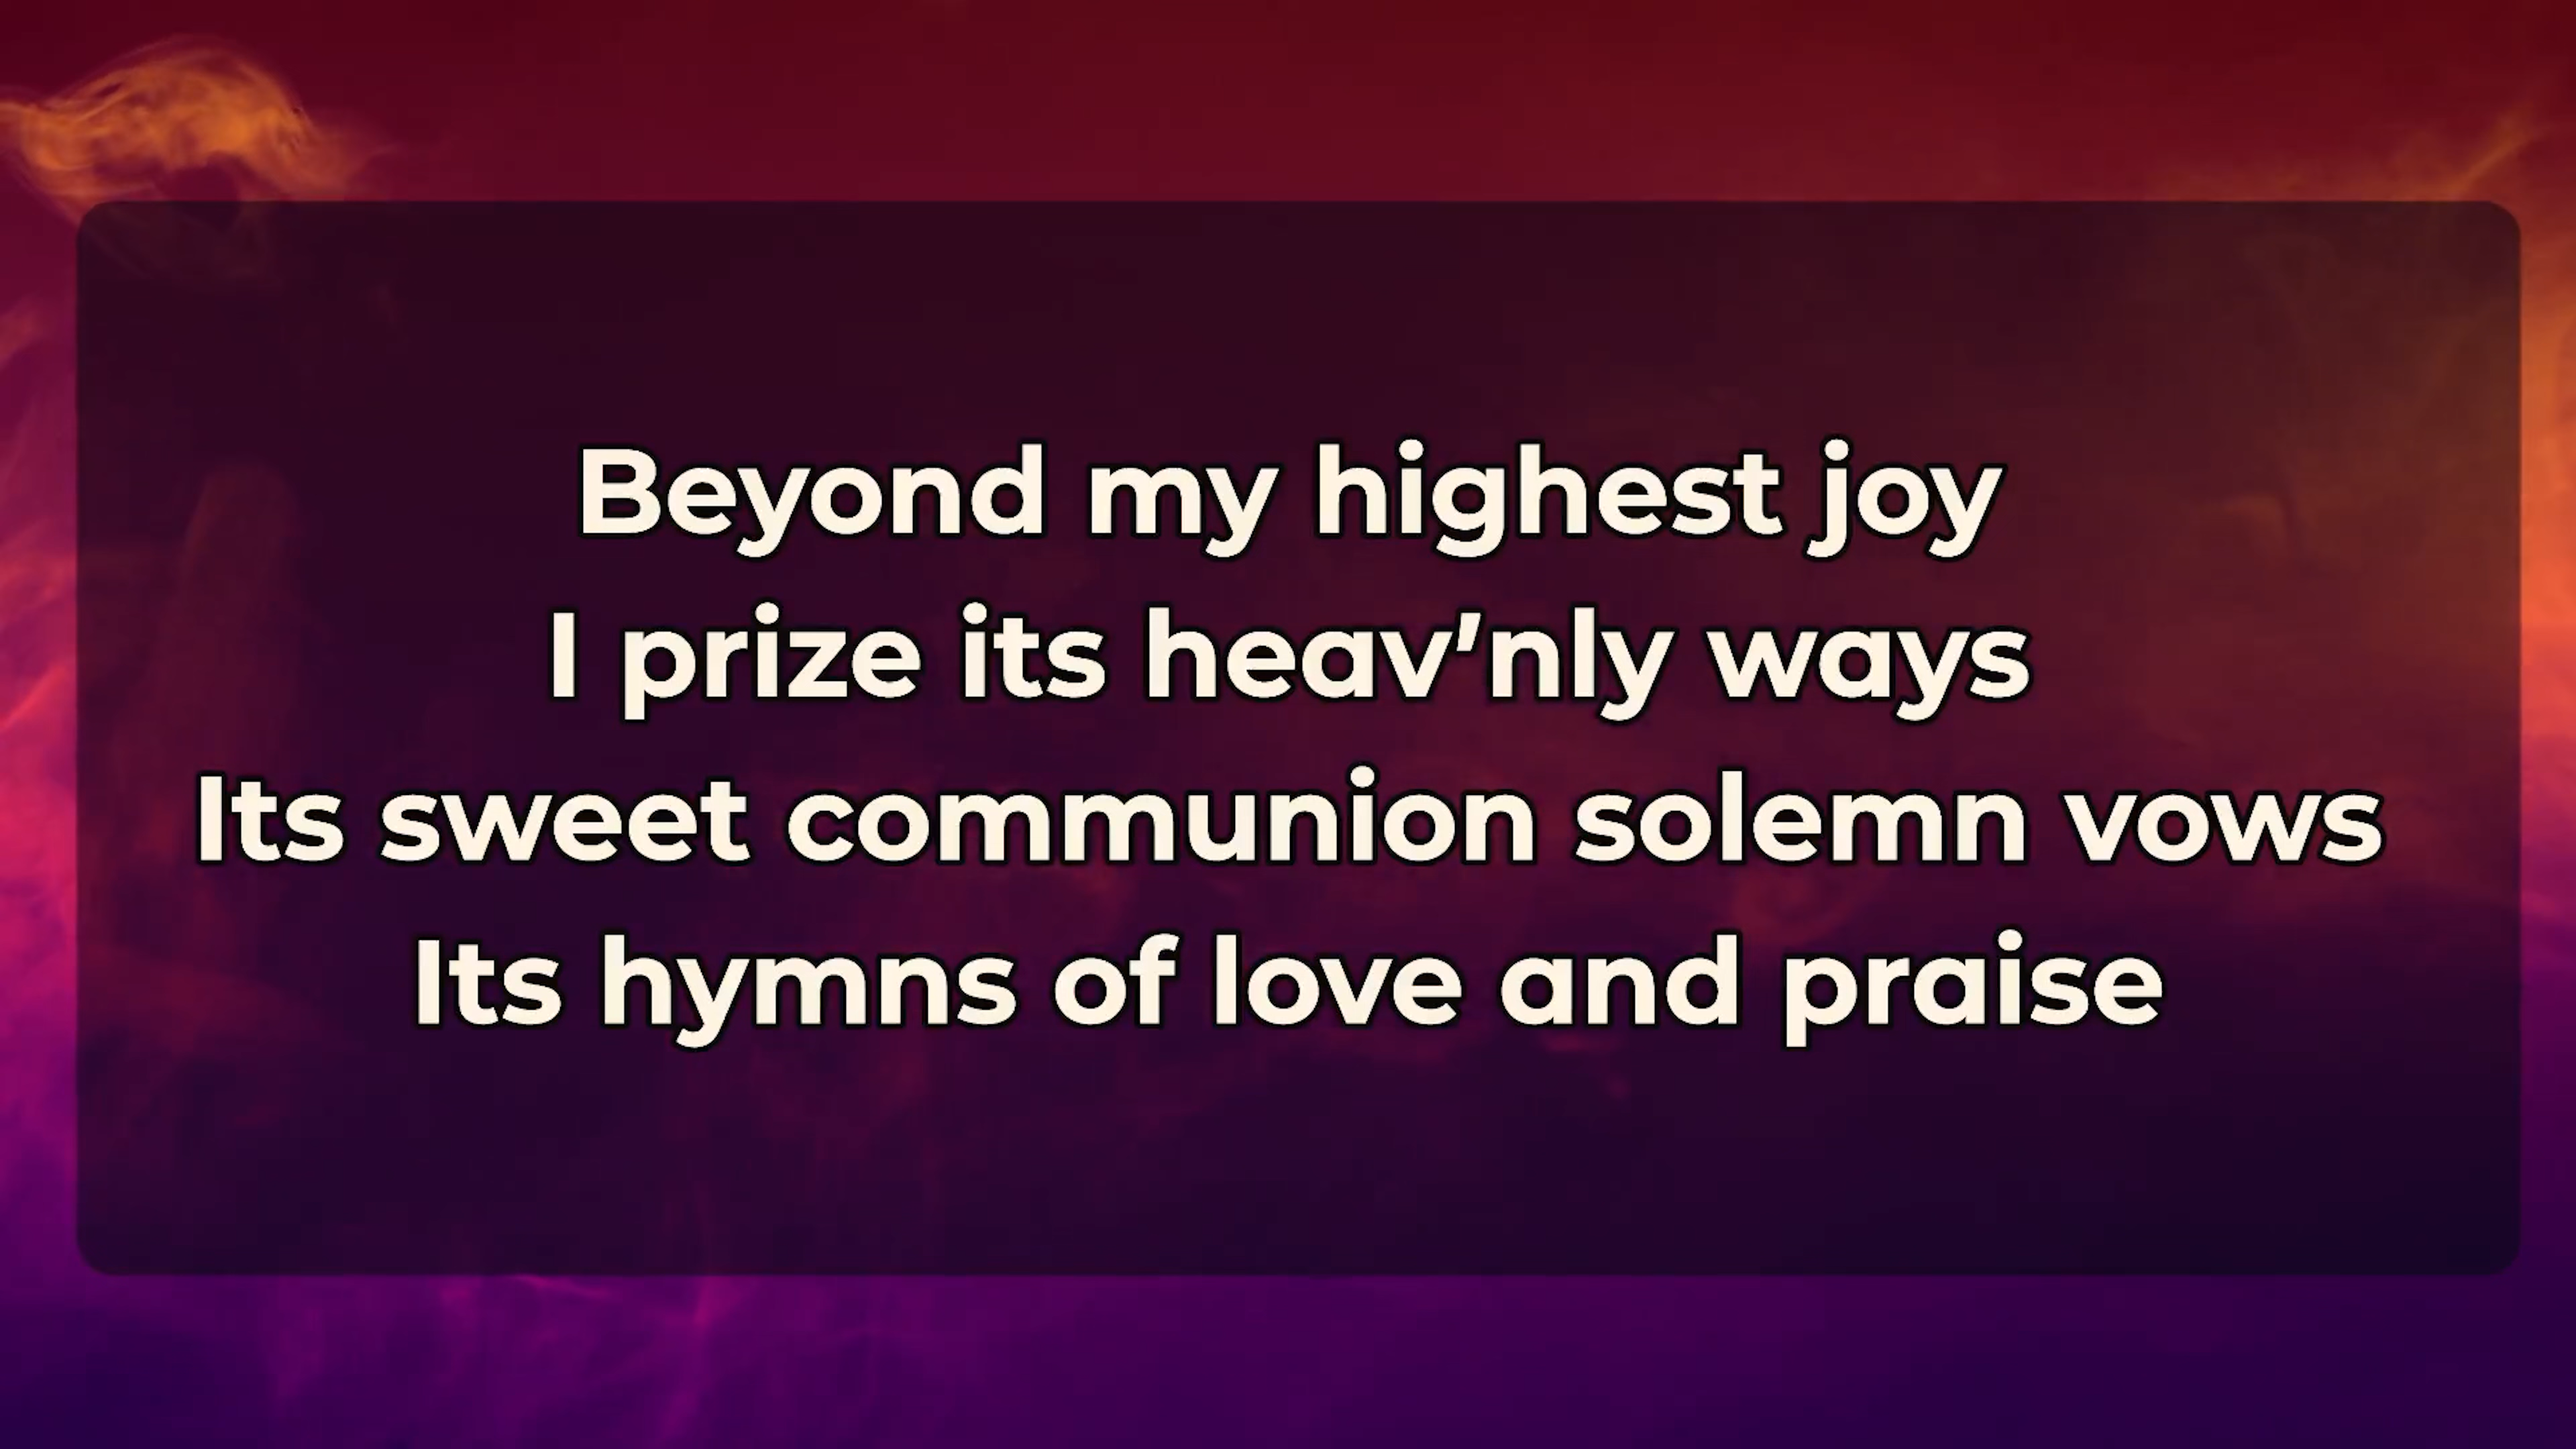 Beyond my highest joy
I prize its heav'nly ways
Its sweet communion solemn vows
Its hymns of love and praise